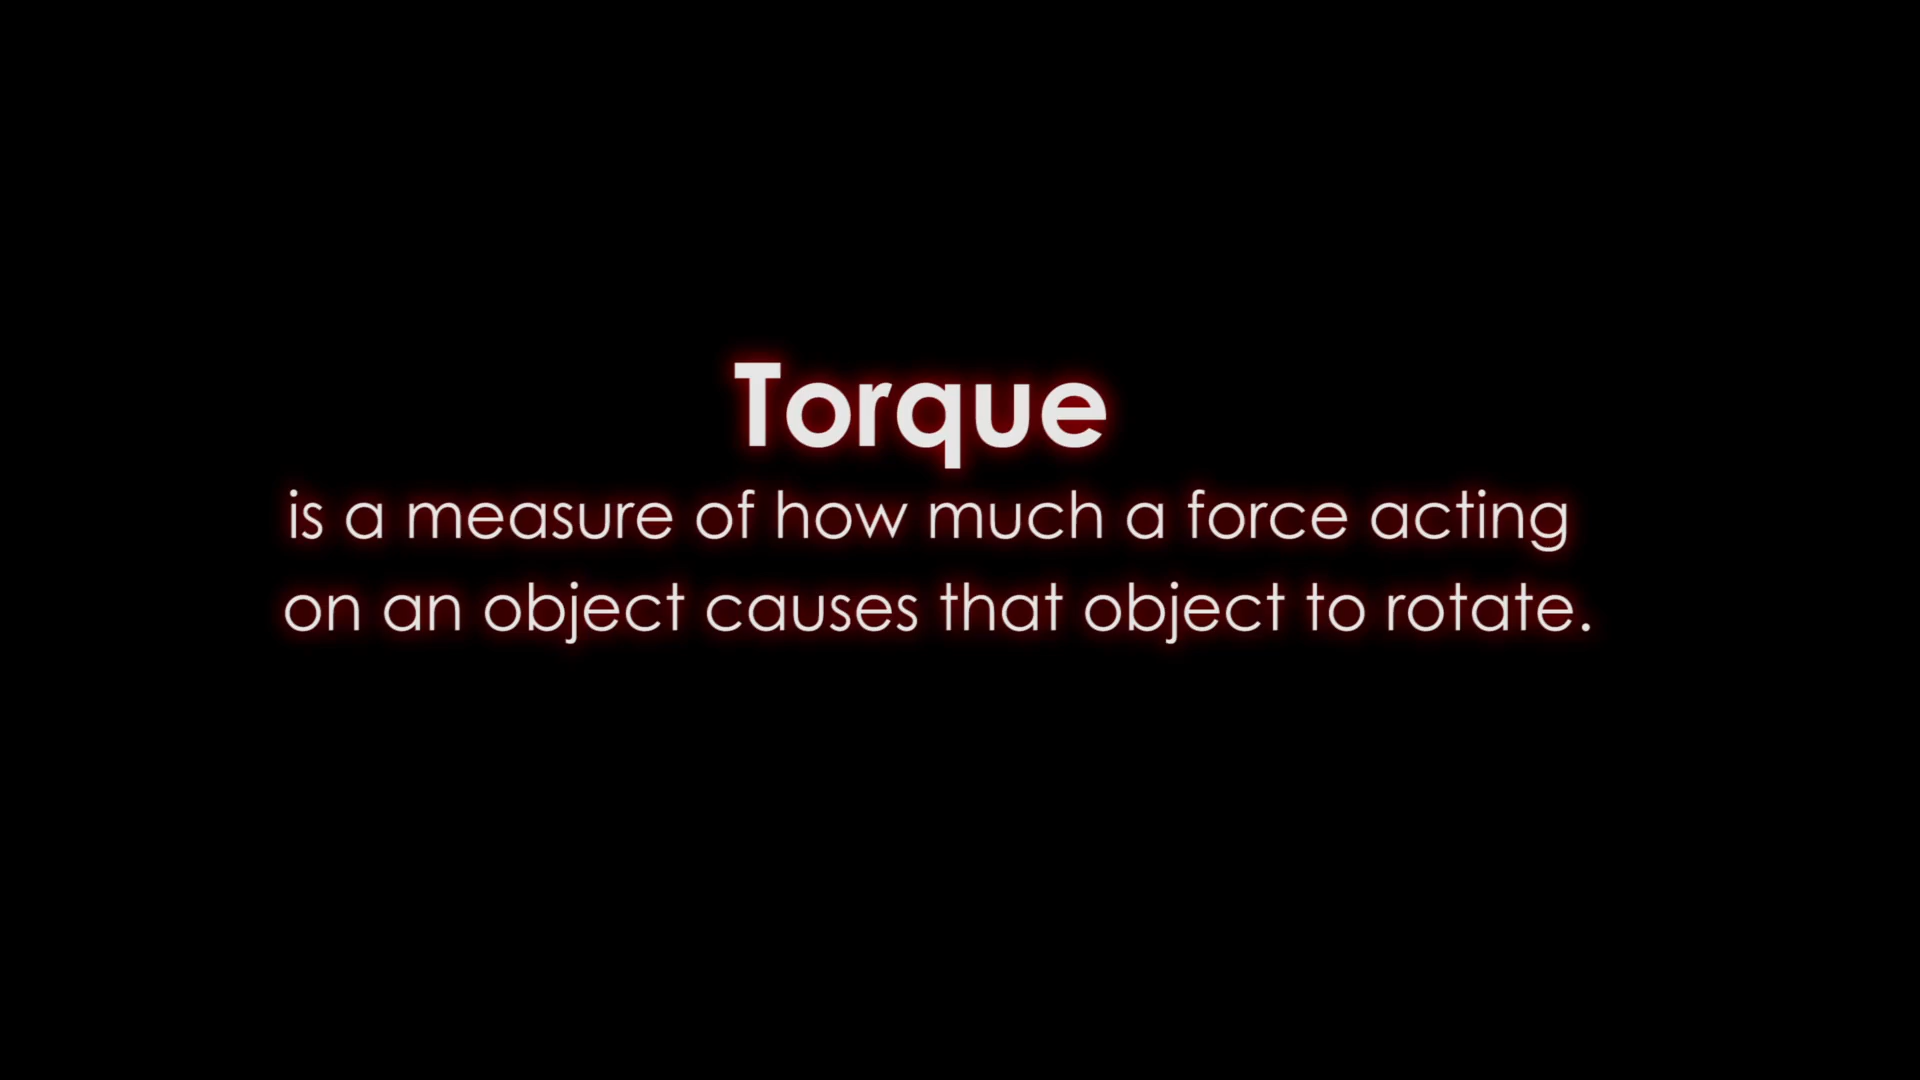 Torque
is a measure of how much a force acting
on an object causes that object to rotate.